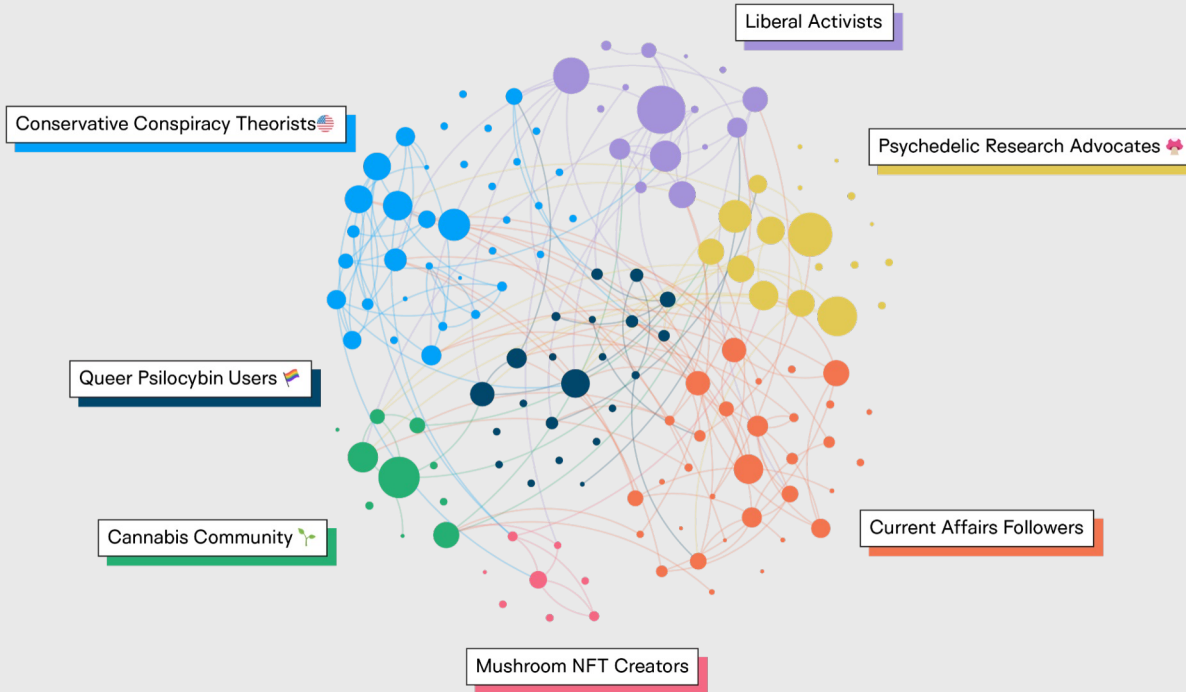 Liberal Activists
Conservative Conspiracy Theorists🇺🇸
Psychedelic Research Advocates 🍄
Queer Psilocybin Users 🏳️‍🌈
Cannabis Community 🌱
Current Affairs Followers
Mushroom NFT Creators